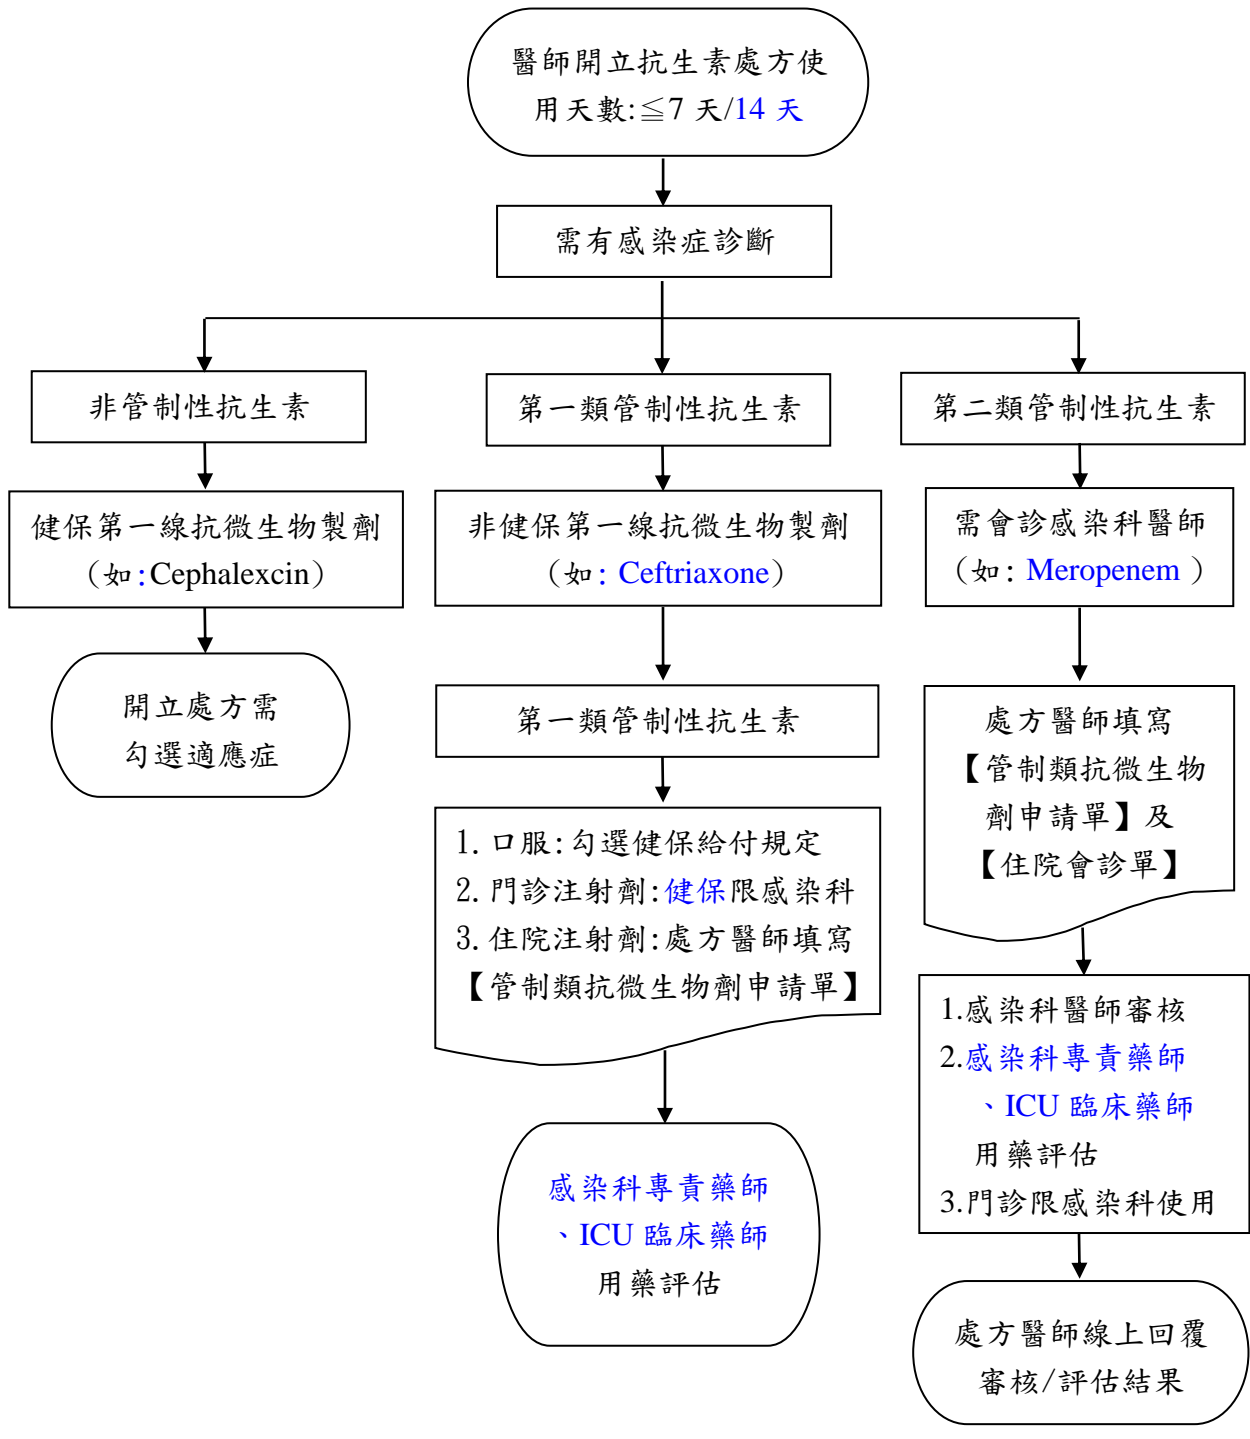 醫師開立抗生素處方使
用天數:≦7 天/14 天
需有感染症診斷
非管制性抗生素
健保第一線抗微生物製劑
（如:Cephalexcin）
開立處方需
勾選適應症
第一類管制性抗生素
非健保第一線抗微生物製劑
（如: Ceftriaxone）
第一類管制性抗生素
1. 口服:勾選健保給付規定
2. 門診注射劑:健保限感染科
3. 住院注射劑:處方醫師填寫
【管制類抗微生物劑申請單】
感染科專責藥師
、ICU 臨床藥師
用藥評估
第二類管制性抗生素
需會診感染科醫師
（如: Meropenem ）
處方醫師填寫
【管制類抗微生物
劑申請單】及
【住院會診單】
1.感染科醫師審核
2.感染科專責藥師
、ICU 臨床藥師
用藥評估
3.門診限感染科使用
處方醫師線上回覆
審核/評估結果